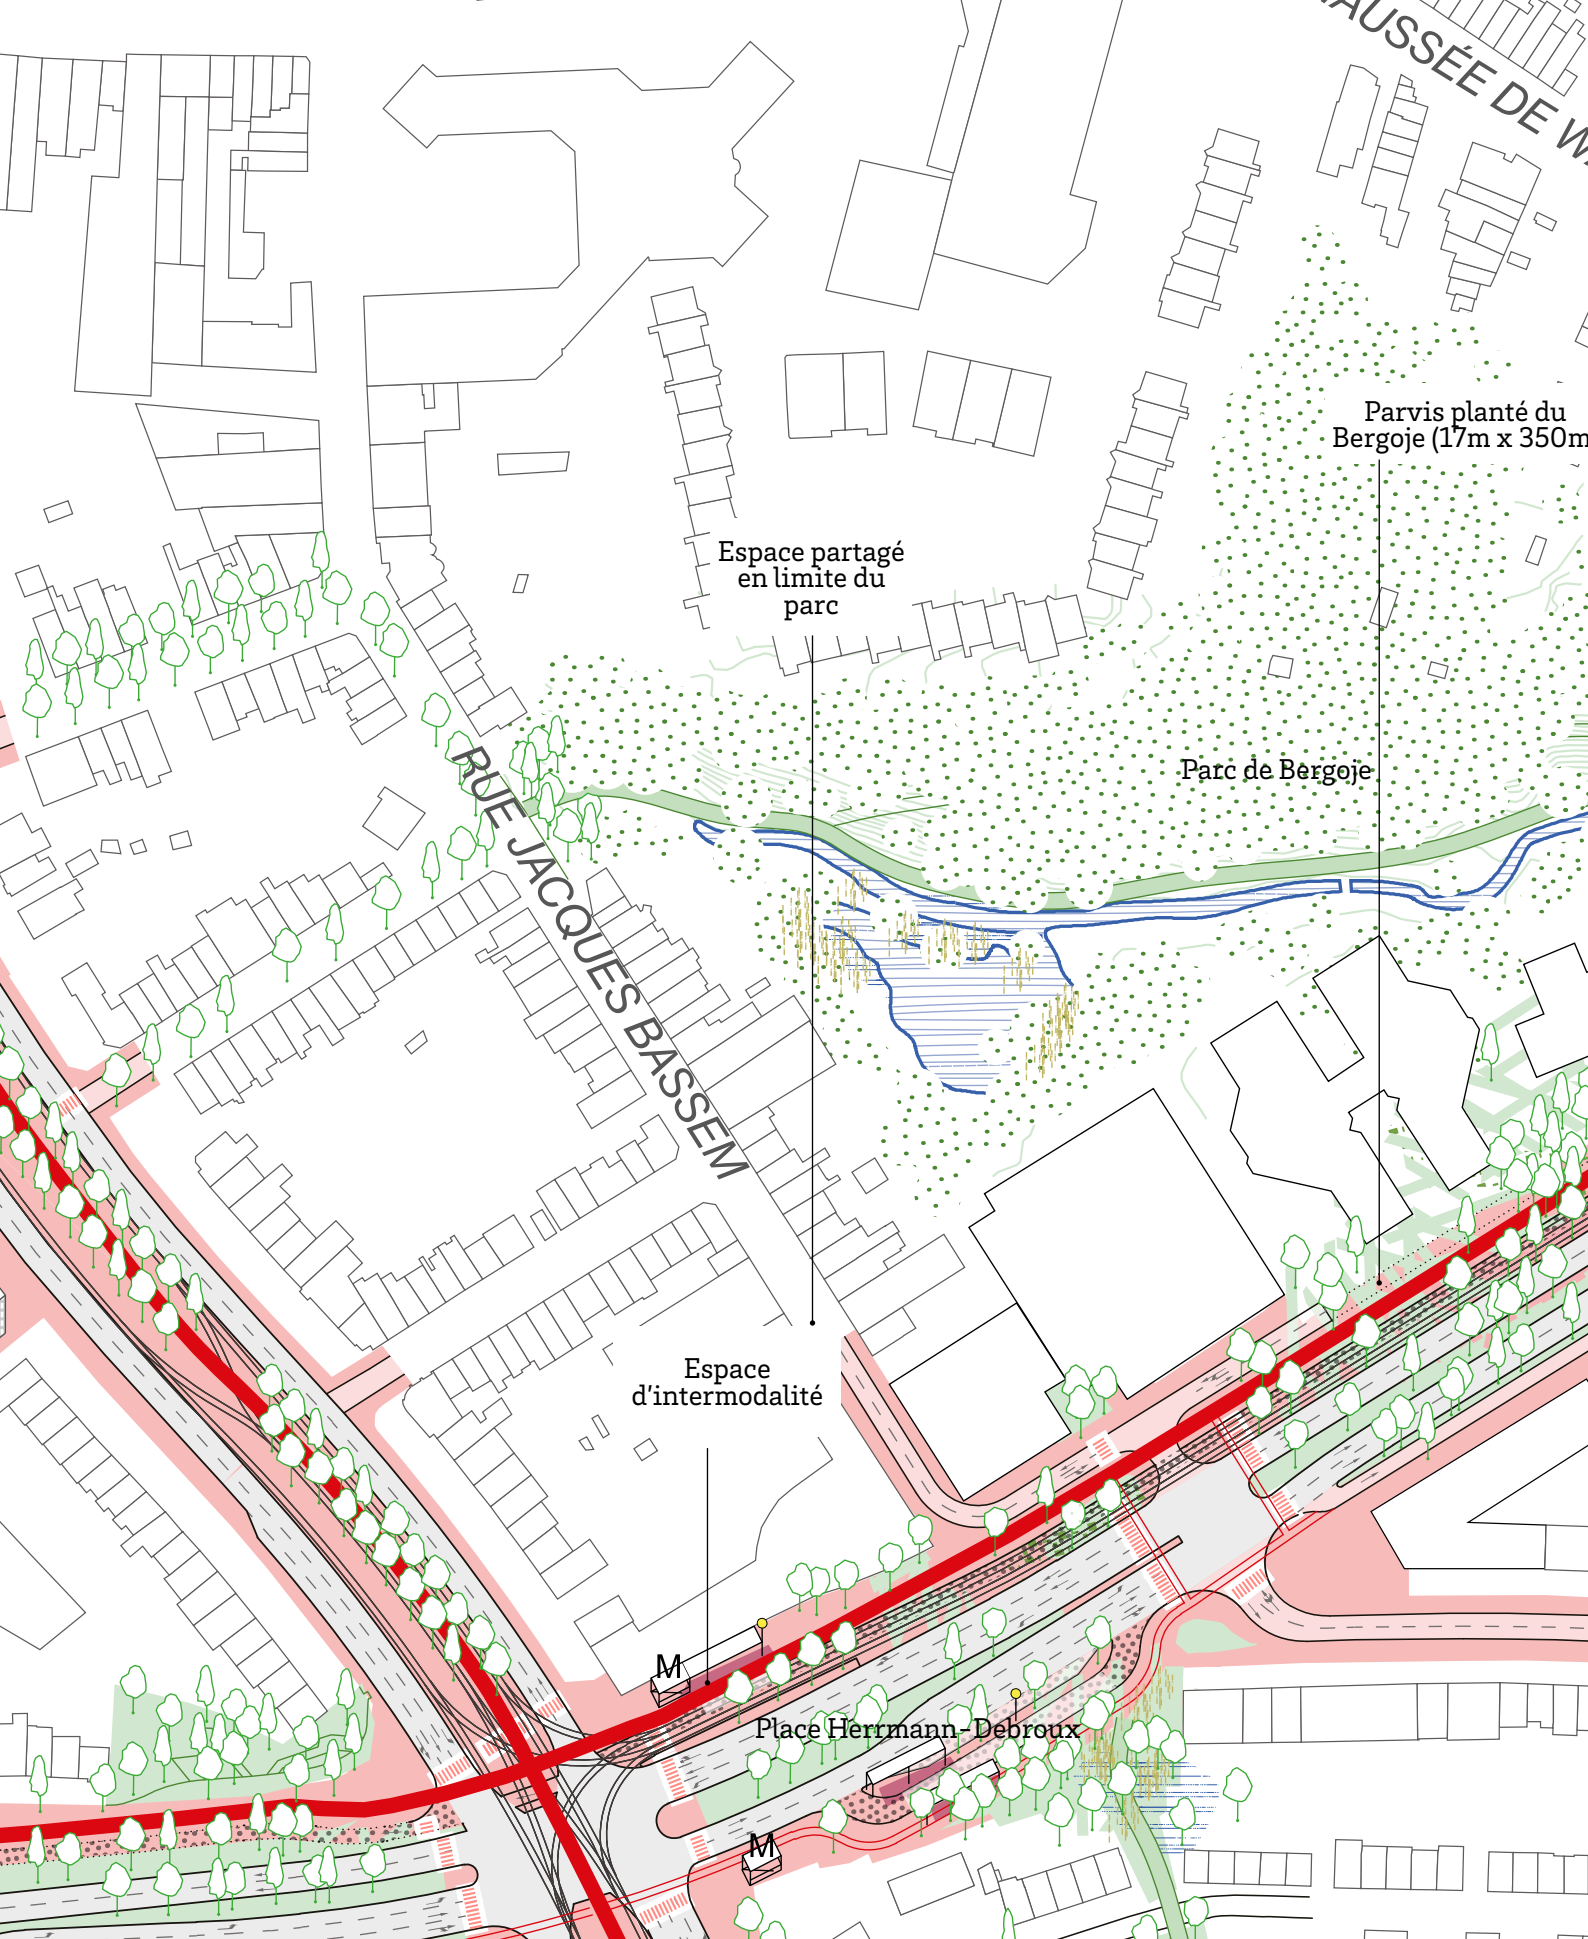 AUSSÉE DE W
Parvis planté du
Bergoje (17m x 350m
Espace partagé
en limite du
parc
Parc de Bergoje
RUE JACQUES BASSEM
Espace
d'intermodalité
M
Place Herrmann-Debroux
M